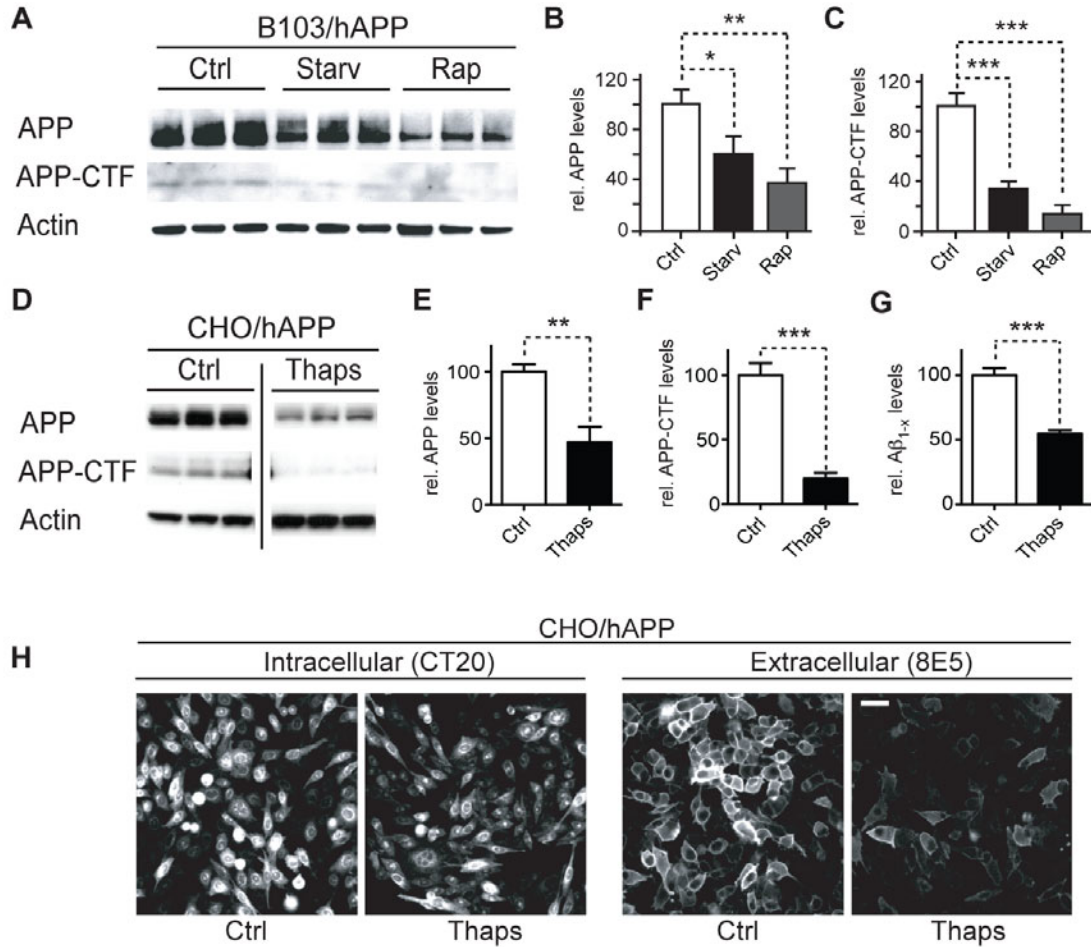 A
B103/hAPP
Ctrl Starv Rap
APP
APP-CTF
Actin
B
** 
*
rel. APP levels
120
80
40
0
Ctrl Starv Rap
C
***
***
rel. APP-CTF levels
120
80
40
0
Ctrl Starv Rap
D
CHO/hAPP
Ctrl Thaps
APP
APP-CTF
Actin
E
**
rel. APP levels
100
50
0
Ctrl Thaps
F
***
rel. APP-CTF levels
100
50
0
Ctrl Thaps
G
***
rel. Aβ1-x levels
100
50
0
Ctrl Thaps
H
CHO/hAPP
Intracellular (CT20) Extracellular (8E5)
Ctrl Thaps Ctrl Thaps